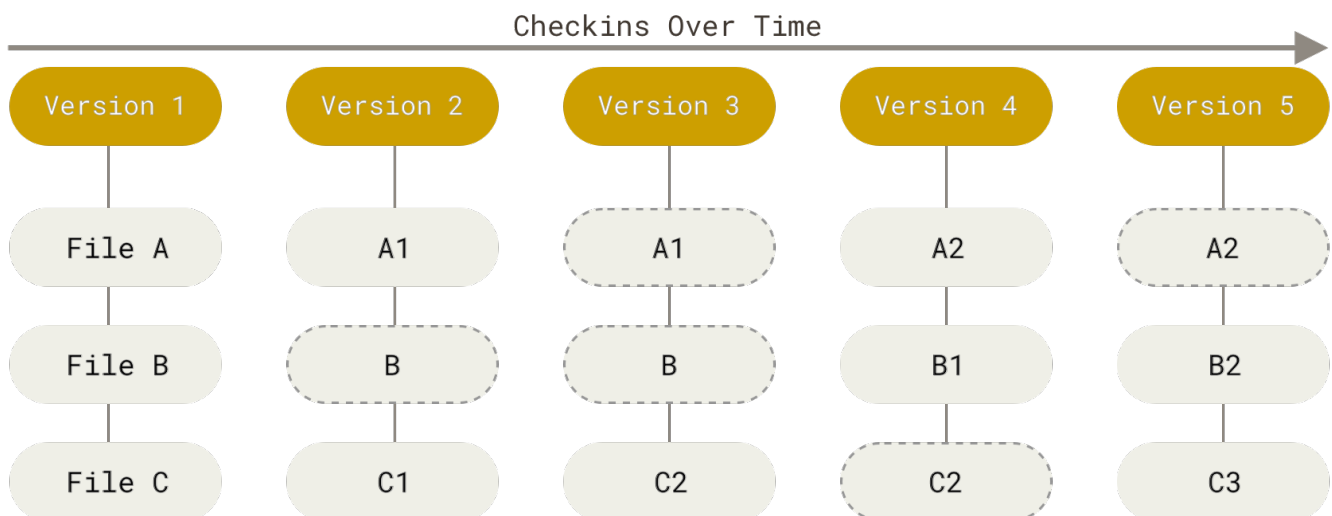 Checkins Over Time
Version 1 Version 2 Version 3 Version 4 Version 5
File A A1 A1 A2 A2
File B B B B1 B2
File C C1 C2 C2 C3